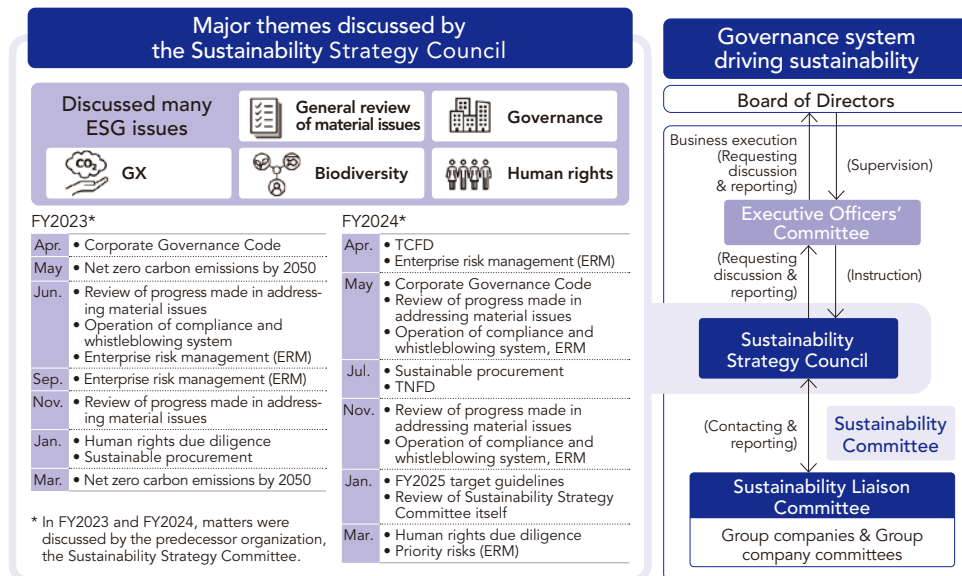 Major themes discussed by
the Sustainability Strategy Council
Discussed many
ESG issues
General review
of material issues
Governance
CO2
GX
Biodiversity
Human rights
FY2023*
Apr. • Corporate Governance Code
May • Net zero carbon emissions by 2050
Jun. • Review of progress made in address-
ing material issues
• Operation of compliance and
whistleblowing system
• Enterprise risk management (ERM)
Sep. • Enterprise risk management (ERM)
Nov. • Review of progress made in address-
ing material issues
Jan. • Human rights due diligence
• Sustainable procurement
Mar. • Net zero carbon emissions by 2050
* In FY2023 and FY2024, matters were
discussed by the predecessor organization,
the Sustainability Strategy Committee.
FY2024*
Apr. • TCFD
• Enterprise risk management (ERM)
May • Corporate Governance Code
• Review of progress made in
addressing material issues
• Operation of compliance and
whistleblowing system, ERM
Jul. • Sustainable procurement
• TNFD
Nov. • Review of progress made in
addressing material issues
• Operation of compliance and
whistleblowing system, ERM
Jan. • FY2025 target guidelines
• Review of Sustainability Strategy
Committee itself
Mar. • Human rights due diligence
• Priority risks (ERM)
Governance system
driving sustainability
Board of Directors
Business execution
(Requesting
discussion
& reporting)
(Supervision)
Executive Officers'
Committee
(Requesting
discussion &
reporting)
(Instruction)
Sustainability
Strategy Council
(Contacting &
reporting)
Sustainability
Committee
Sustainability Liaison
Committee
Group companies & Group
company committees